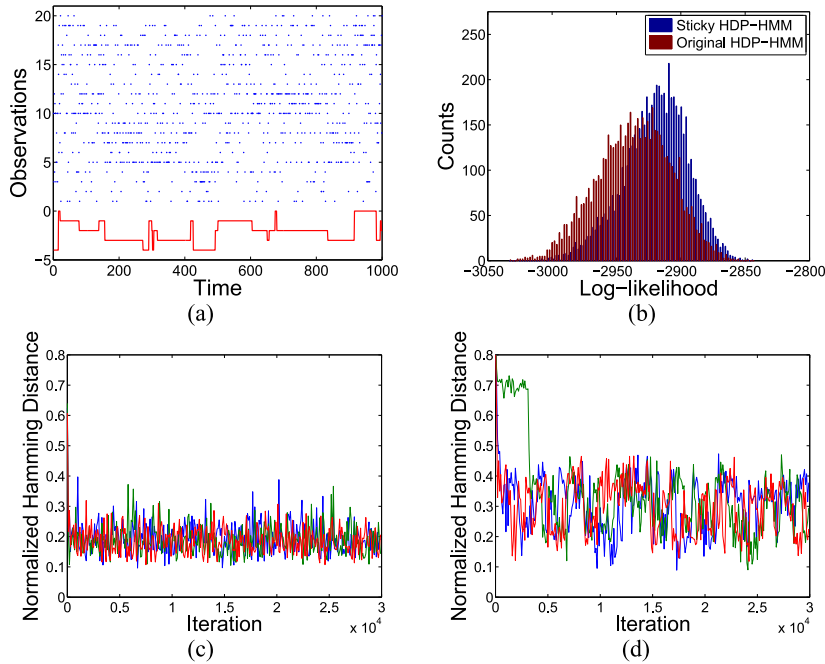 Observations
20
15
10
5
0
−5
0 200 400 600 800 1000
Time
(a)
Counts
250
200
150
100
50
0
Sticky HDP−HMM
Original HDP−HMM
−3050 −3000 −2950 −2900 −2850 −2800
Log−likelihood
(b)
Normalized Hamming Distance
0.8
0.7
0.6
0.5
0.4
0.3
0.2
0.1
0
0 0.5 1 1.5 2 2.5 3
x 10⁴
Iteration
(c)
Normalized Hamming Distance
0.8
0.7
0.6
0.5
0.4
0.3
0.2
0.1
0
0 0.5 1 1.5 2 2.5 3
x 10⁴
Iteration
(d)